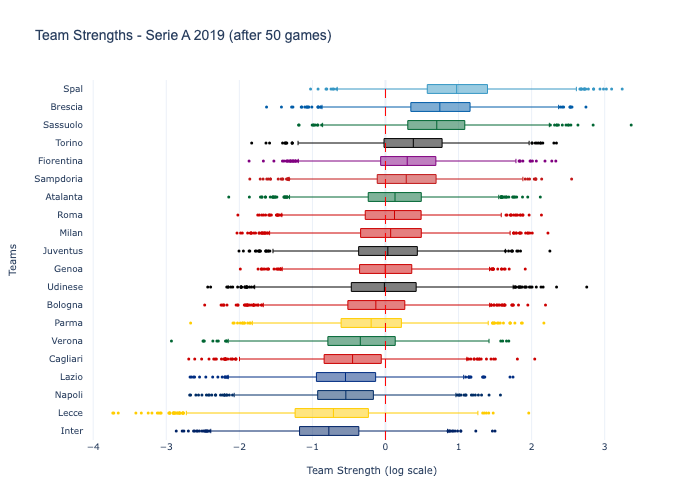 Team Strengths - Serie A 2019 (after 50 games)
Spal
Brescia
Sassuolo
Torino
Fiorentina
Sampdoria
Atalanta
Roma
Milan
Juventus
Genoa
Udinese
Bologna
Parma
Verona
Cagliari
Lazio
Napoli
Lecce
Inter
Teams
−4 −3 −2 −1 0 1 2 3
Team Strength (log scale)